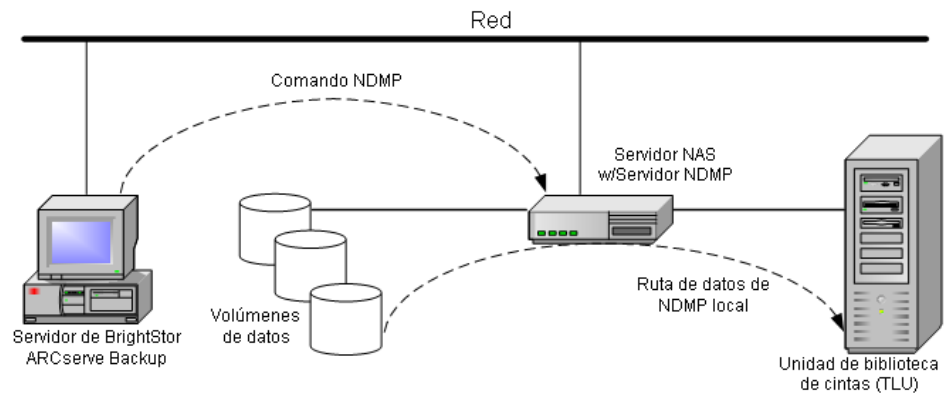 Red
Comando NDMP
Servidor NAS
w/Servidor NDMP
Ruta de datos de
NDMP local
Volúmenes
de datos
Servidor de BrightStor
ARCserve Backup
Unidad de biblioteca
de cintas (TLU)